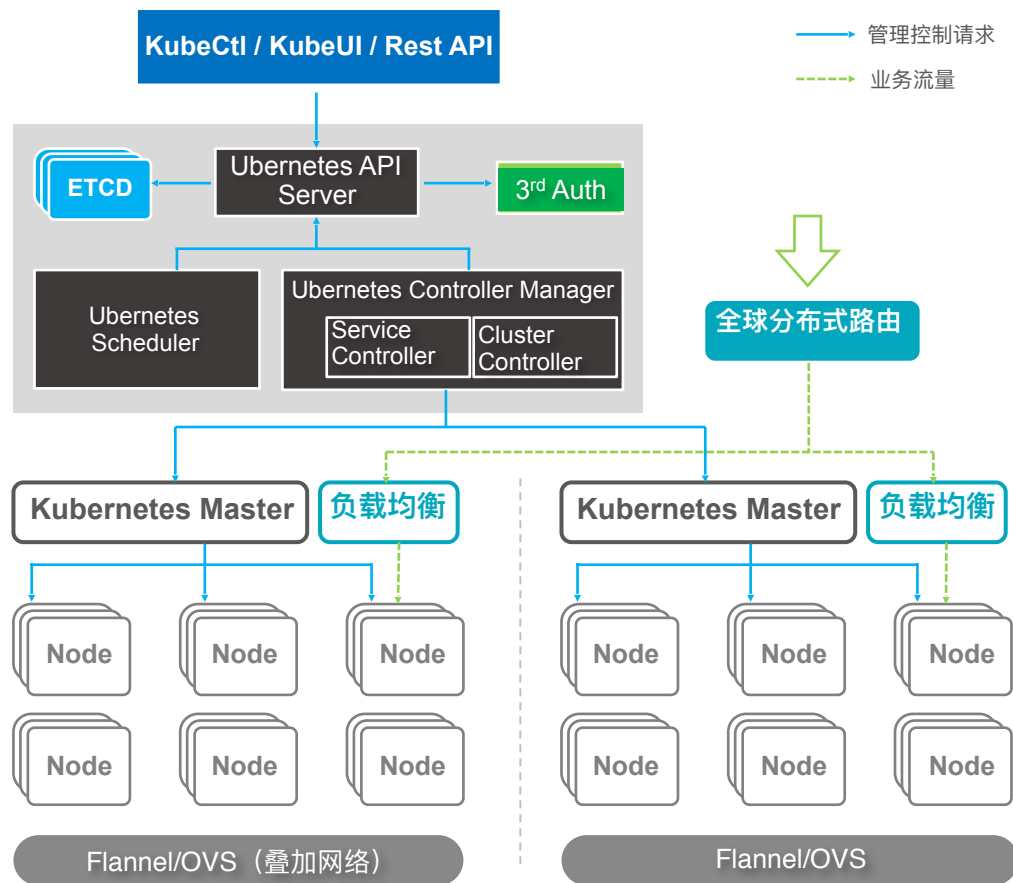 KubeCtl / KubeUI / Rest API
管理控制请求
业务流量
ETCD
Ubernetes API
Server
3rd Auth
Ubernetes
Scheduler
Ubernetes Controller Manager
Service
Controller
Cluster
Controller
全球分布式路由
Kubernetes Master
负载均衡
Kubernetes Master
负载均衡
Node
Node
Node
Node
Node
Node
Node
Node
Node
Node
Node
Node
Flannel/OVS（叠加网络）
Flannel/OVS